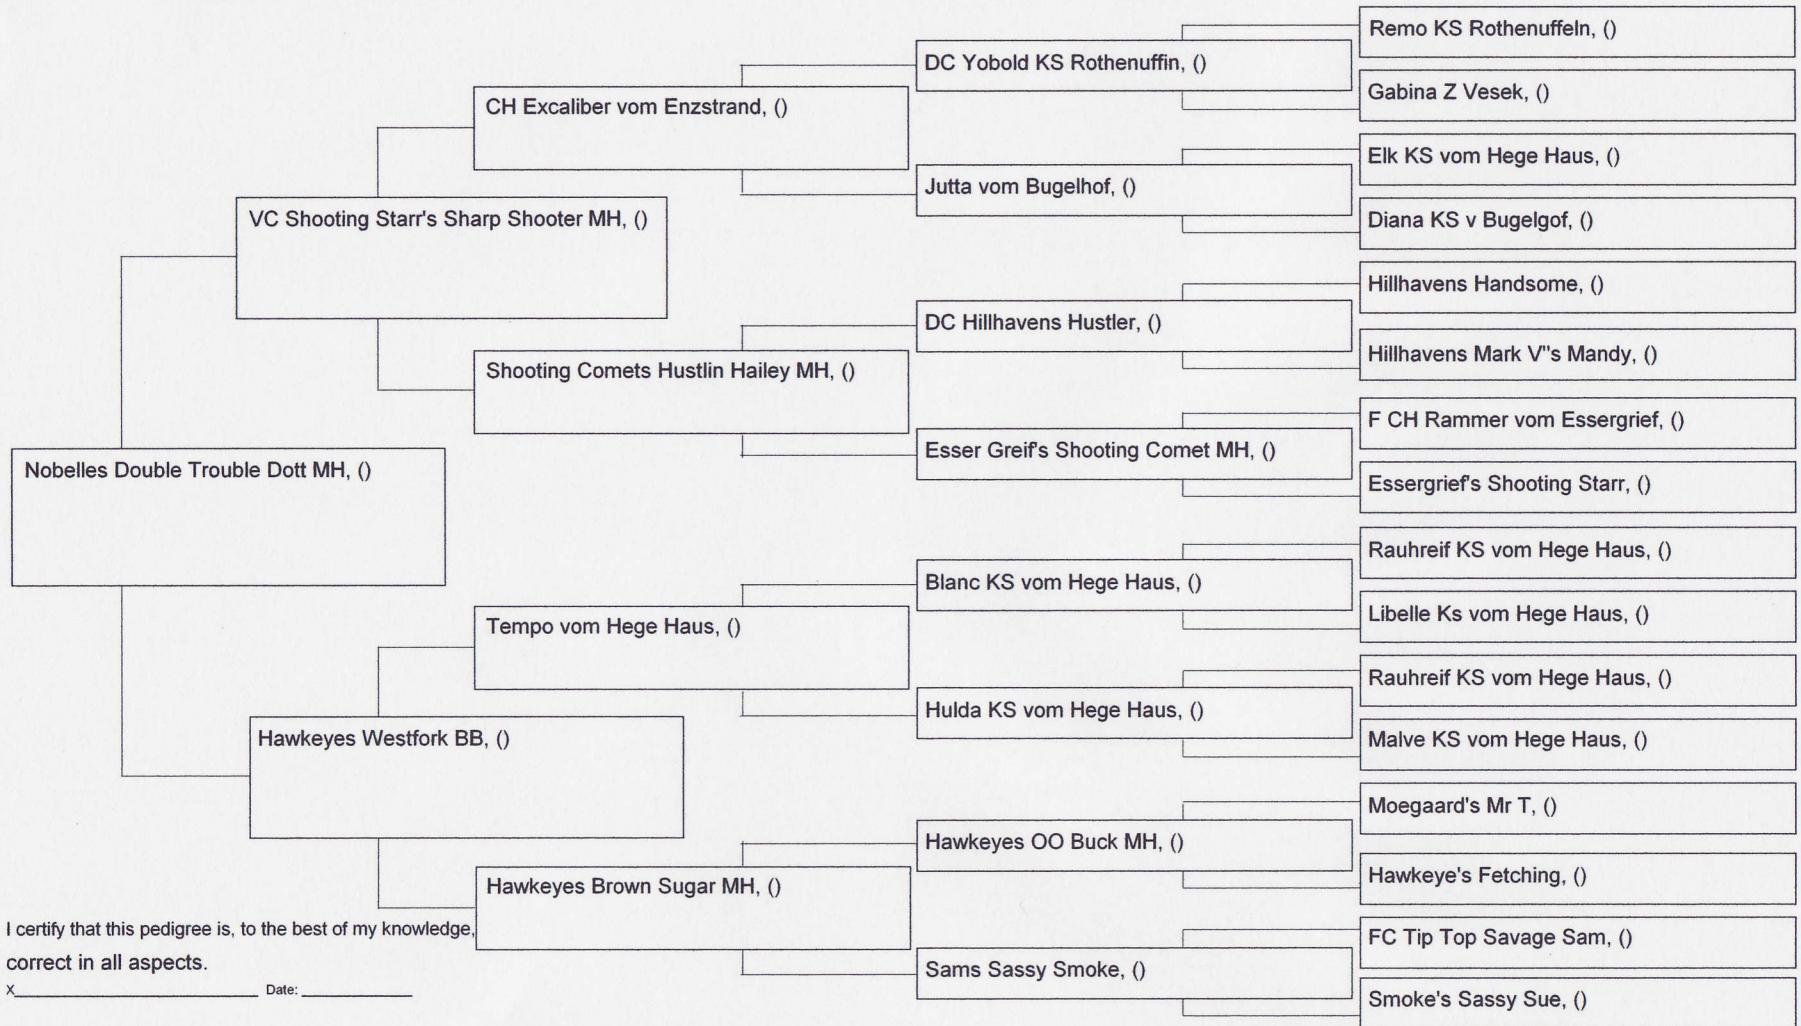 Nobelles Double Trouble Dott MH, ()
VC Shooting Starr's Sharp Shooter MH, ()
Hawkeyes Westfork BB, ()
CH Excaliber vom Enzstrand, ()
Shooting Comets Hustlin Hailey MH, ()
Tempo vom Hege Haus, ()
Hawkeyes Brown Sugar MH, ()
DC Yobold KS Rothenuffin, ()
Jutta vom Bugelhof, ()
DC Hillhavens Hustler, ()
Esser Greif's Shooting Comet MH, ()
Blanc KS vom Hege Haus, ()
Hulda KS vom Hege Haus, ()
Hawkeyes OO Buck MH, ()
Sams Sassy Smoke, ()
Remo KS Rothenuffeln, ()
Gabina Z Vesek, ()
Elk KS vom Hege Haus, ()
Diana KS v Bugelgof, ()
Hillhavens Handsome, ()
Hillhavens Mark V"s Mandy, ()
F CH Rammer vom Essergrief, ()
Essergrief's Shooting Starr, ()
Rauhreif KS vom Hege Haus, ()
Libelle Ks vom Hege Haus, ()
Rauhreif KS vom Hege Haus, ()
Malve KS vom Hege Haus, ()
Moegaard's Mr T, ()
Hawkeye's Fetching, ()
FC Tip Top Savage Sam, ()
Smoke's Sassy Sue, ()
I certify that this pedigree is, to the best of my knowledge,
correct in all aspects.
X__________ Date: __________